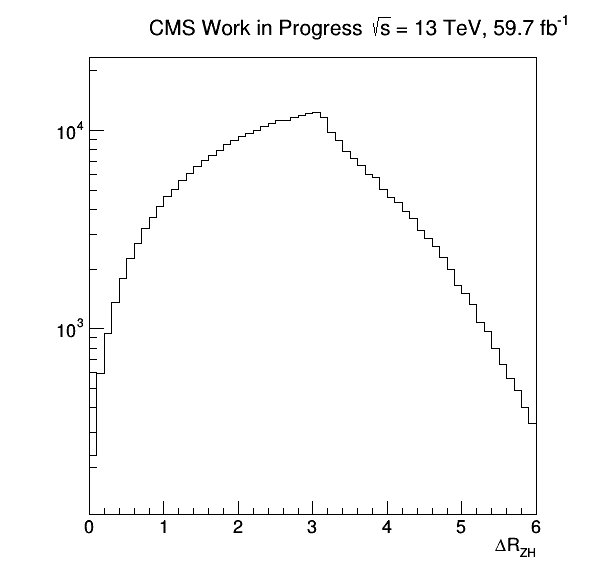 CMS Work in Progress √s = 13 TeV, 59.7 fb⁻¹
10⁴
10³
0 1 2 3 4 5 6
ΔR_ZH